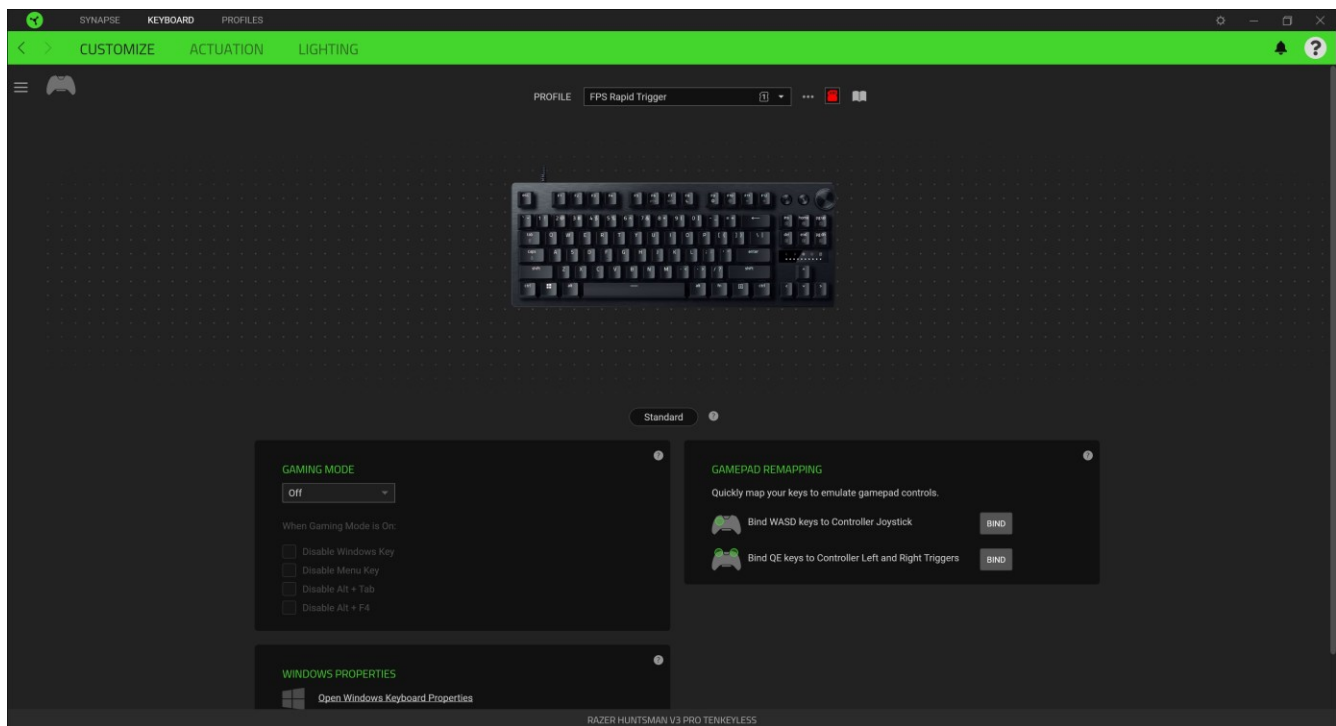 SYNAPSE KEYBOARD PROFILES
CUSTOMIZE ACTUATION LIGHTING
PROFILE FPS Rapid Trigger 1
Standard
GAMING MODE
Off
When Gaming Mode is On:
Disable Windows Key
Disable Menu Key
Disable Alt + Tab
Disable Alt + F4
GAMEPAD REMAPPING
Quickly map your keys to emulate gamepad controls.
Bind WASD keys to Controller Joystick BIND
Bind QE keys to Controller Left and Right Triggers BIND
WINDOWS PROPERTIES
Open Windows Keyboard Properties
RAZER HUNTSMAN V3 PRO TENKEYLESS